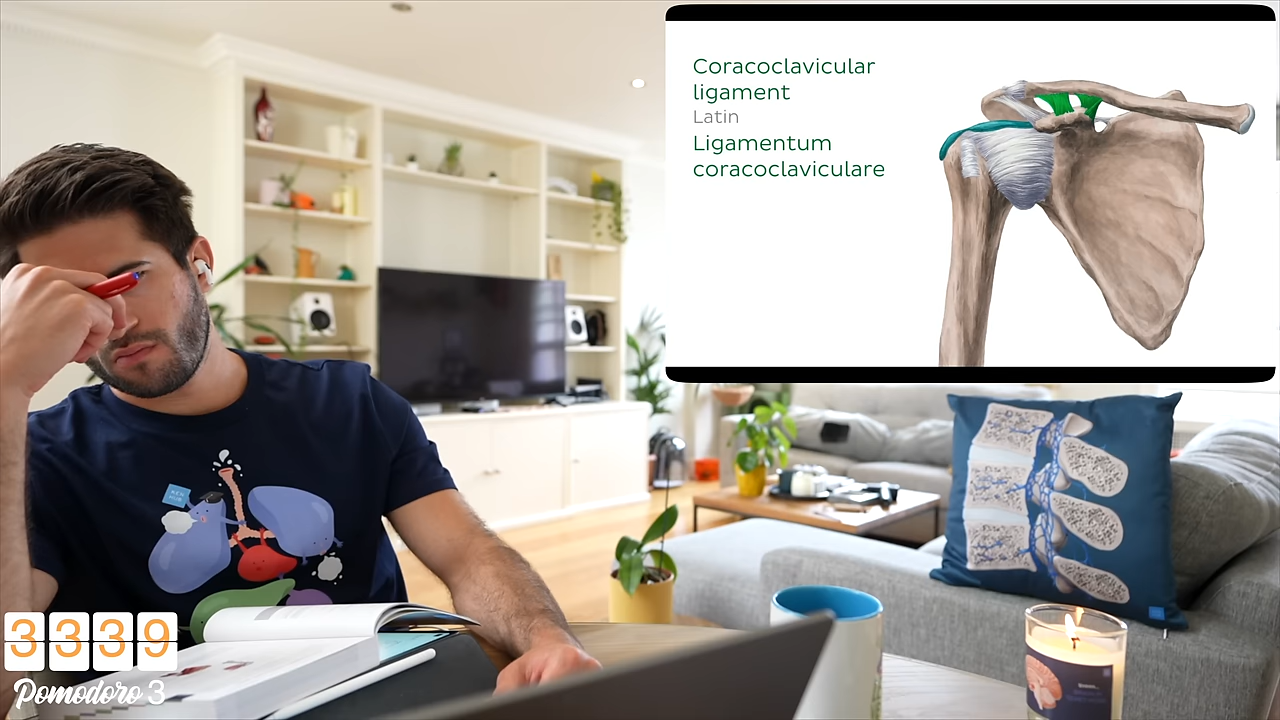 Coracoclavicular
ligament
Latin
Ligamentum
coracoclaviculare
3339
Pomodoro 3